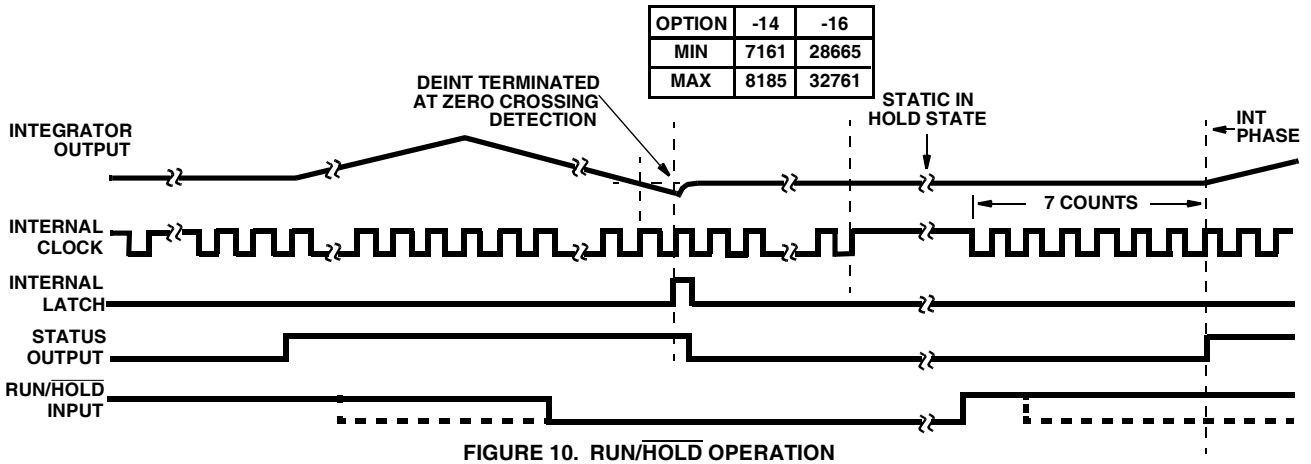 OPTION -14 -16
MIN 7161 28665
MAX 8185 32761
DEINT TERMINATED
AT ZERO CROSSING
DETECTION
STATIC IN
HOLD STATE
INT
PHASE
INTEGRATOR
OUTPUT
7 COUNTS
INTERNAL
CLOCK
INTERNAL
LATCH
STATUS
OUTPUT
RUN/HOLD
INPUT
FIGURE 10. RUN/HOLD OPERATION